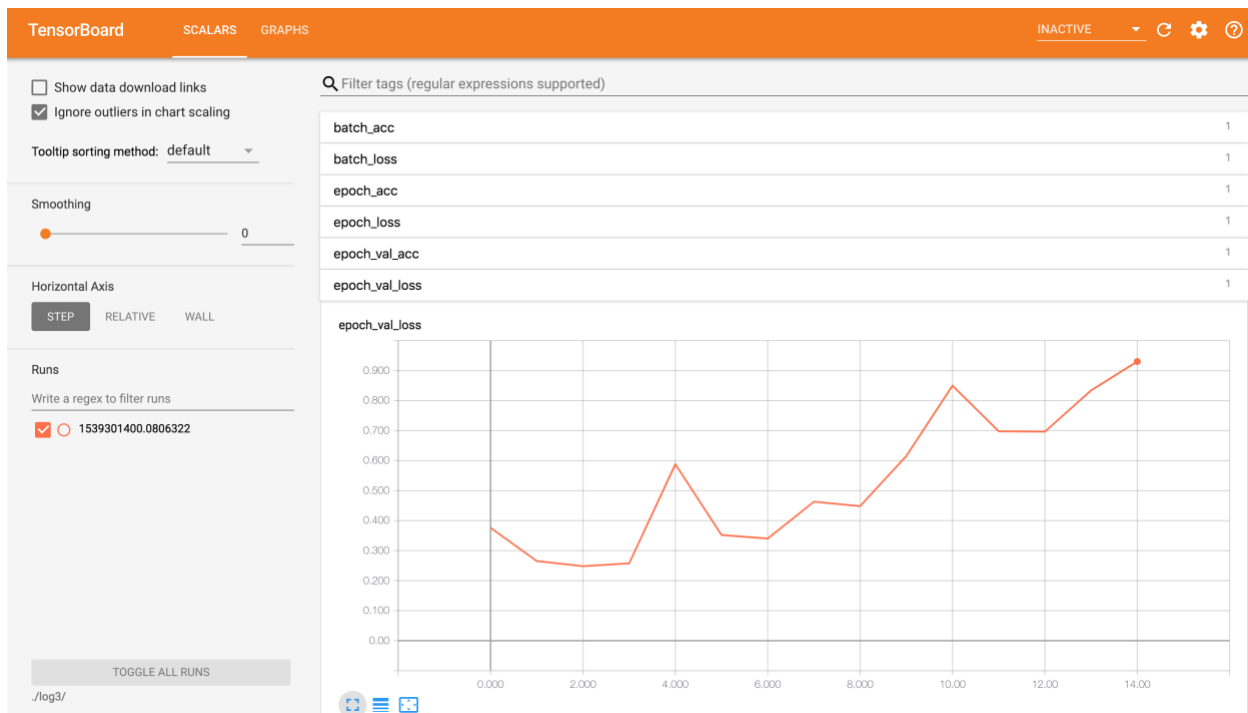 TensorBoard SCALARS GRAPHS INACTIVE
Show data download links
Ignore outliers in chart scaling
Tooltip sorting method: default
Smoothing
0
Horizontal Axis
STEP RELATIVE WALL
Runs
Write a regex to filter runs
1539301400.0806322
TOGGLE ALL RUNS
./log3/
Filter tags (regular expressions supported)
batch_acc 1
batch_loss 1
epoch_acc 1
epoch_loss 1
epoch_val_acc 1
epoch_val_loss 1
epoch_val_loss
0.900
0.800
0.700
0.600
0.500
0.400
0.300
0.200
0.100
0.00
0.000 2.000 4.000 6.000 8.000 10.00 12.00 14.00